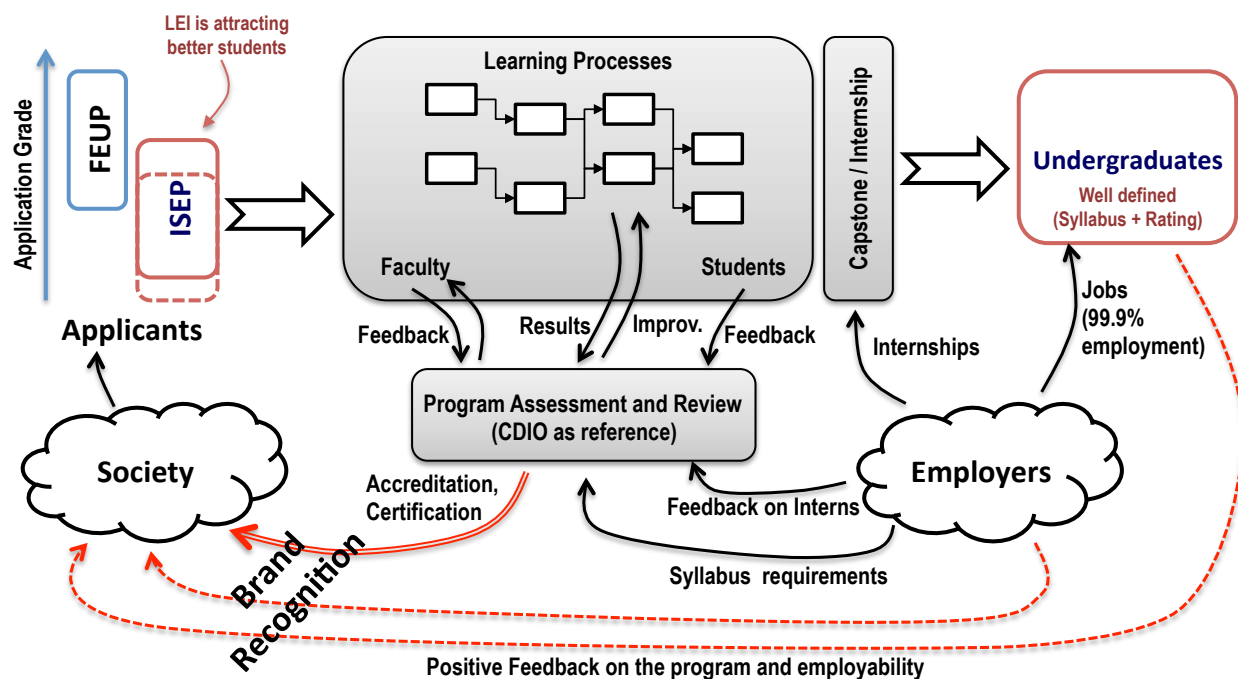 LEI is attracting
better students
Application Grade
FEUP
ISEP
Applicants
Learning Processes
Faculty
Students
Capstone / Internship
Undergraduates
Well defined
(Syllabus + Rating)
Feedback
Results
Improv.
Feedback
Internships
Jobs
(99.9%
employment)
Program Assessment and Review
(CDIO as reference)
Society
Employers
Accreditation,
Certification
Feedback on Interns
Syllabus requirements
Brand
Recognition
Positive Feedback on the program and employability